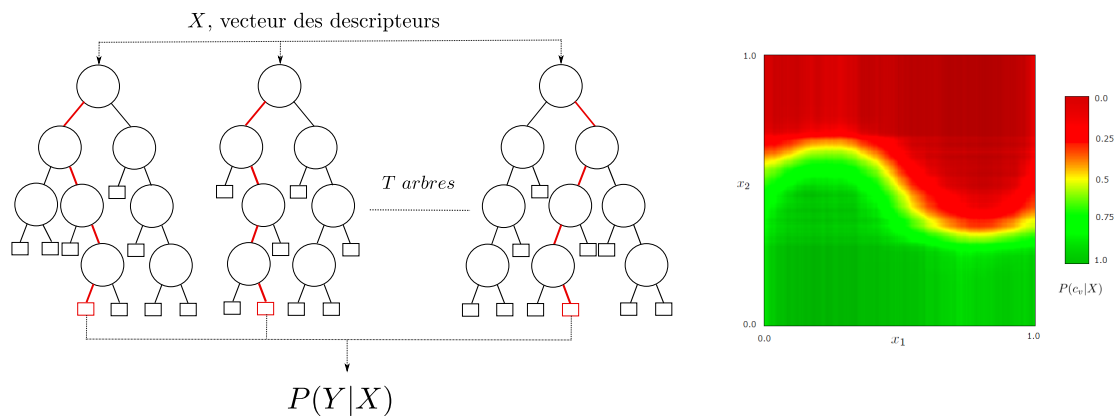 X, vecteur des descripteurs
T arbres
P(Y|X)
1.0
x₂
0.0
0.0
x₁
1.0
0.0
0.25
0.5
0.75
1.0
P(cᵥ|X)